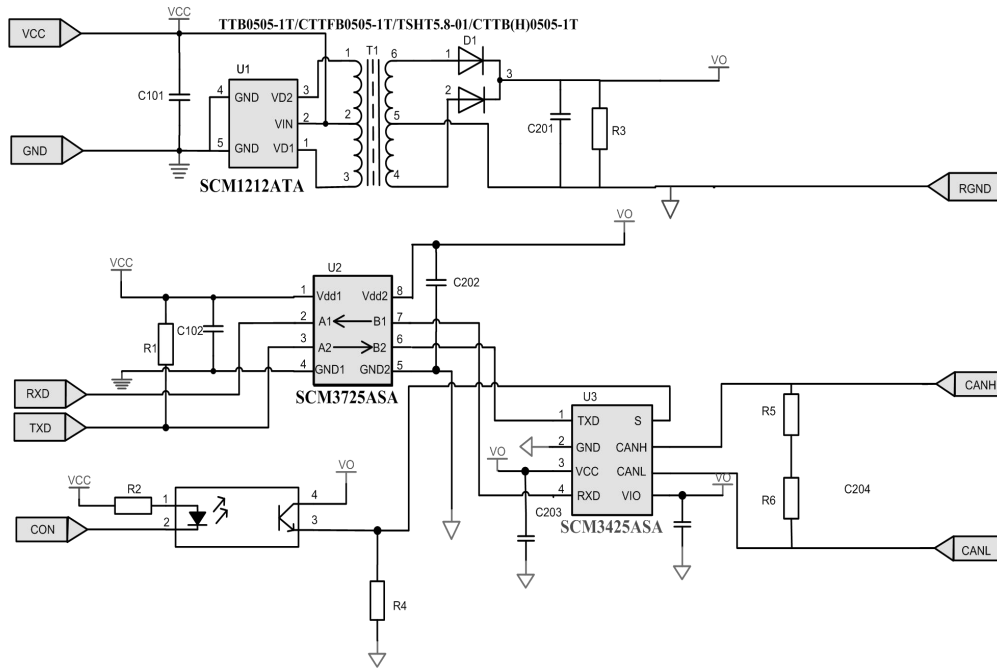 VCC
TTB0505-1T/CTTFB0505-1T/TSHT5.8-01/CTTB(H)0505-1T
VCC
U1
C101
4 GND VD2 3
VIN 2
5 GND VD1 1
SCM1212ATA
GND
T1
1
2
3
6
5
4
D1
1
2
3
VO
C201
R3
RGND
VO
VCC
U2
C202
1 Vdd1 Vdd2 8
2 A1 B1 7
3 A2 B2 6
4 GND1 GND2 5
SCM3725ASA
R1
C102
RXD
TXD
U3
1 TXD S
2 GND CANH
3 VCC CANL
4 RXD VIO
SCM3425ASA
VO
C203
VO
CANH
R5
R6
C204
CANL
VCC
R2
1
2
CON
VO
4
3
R4